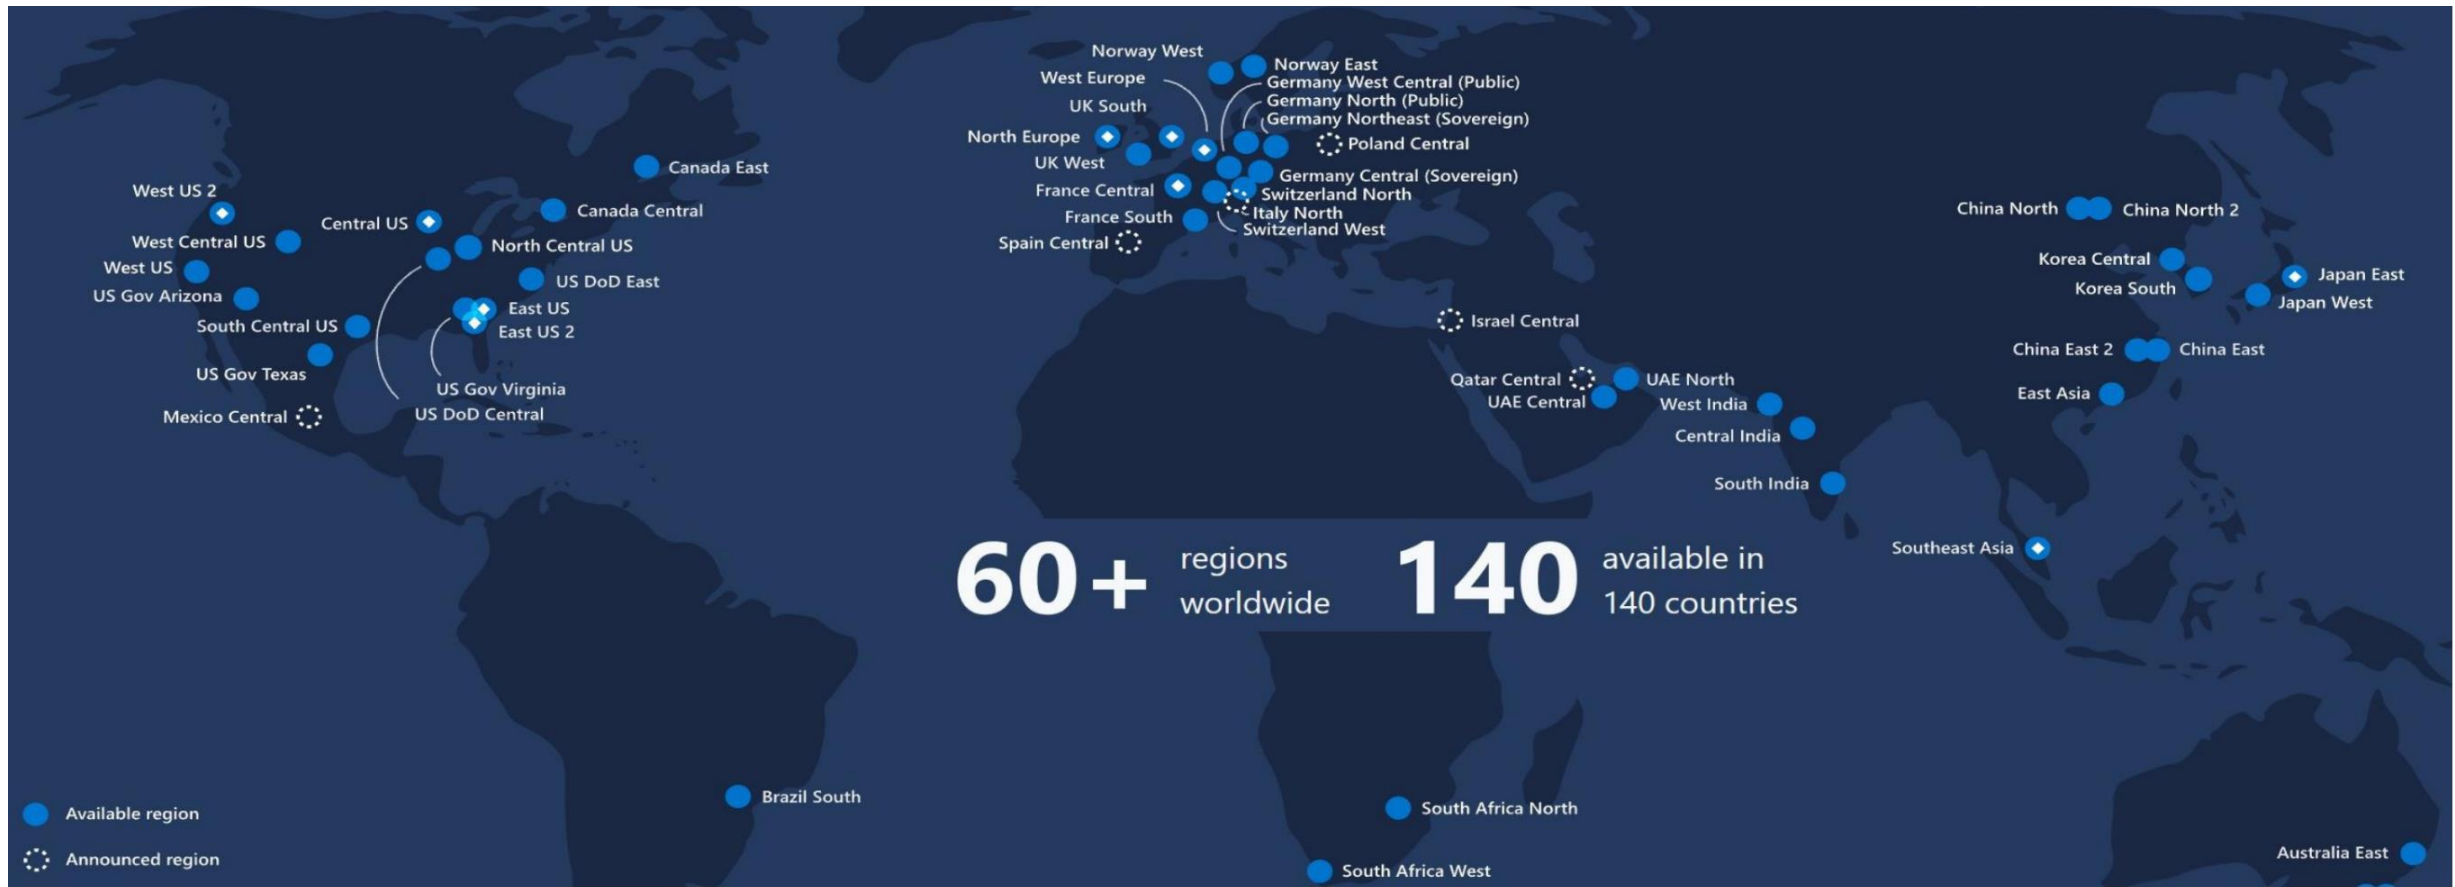 Norway West
Norway East
West Europe
Germany West Central (Public)
UK South
Germany North (Public)
Germany Northeast (Sovereign)
North Europe
Poland Central
UK West
Canada East
Germany Central (Sovereign)
West US 2
France Central
Switzerland North
Canada Central
Italy North
France South
Central US
Switzerland West
China North
China North 2
West Central US
North Central US
Spain Central
West US
Korea Central
US DoD East
Japan East
US Gov Arizona
Korea South
Japan West
East US
South Central US
East US 2
Israel Central
China East 2
China East
US Gov Texas
US Gov Virginia
Qatar Central
UAE North
UAE Central
West India
East Asia
Mexico Central
US DoD Central
Central India
South India
Southeast Asia
60+
regions
worldwide
140
available in
140 countries
Brazil South
South Africa North
Available region
Australia East
Announced region
South Africa West